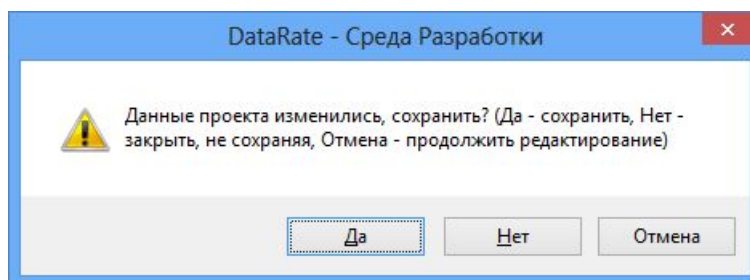 DataRate - Среда Разработки
Данные проекта изменились, сохранить? (Да - сохранить, Нет -
закрыть, не сохраняя, Отмена - продолжить редактирование)
Да
Нет
Отмена